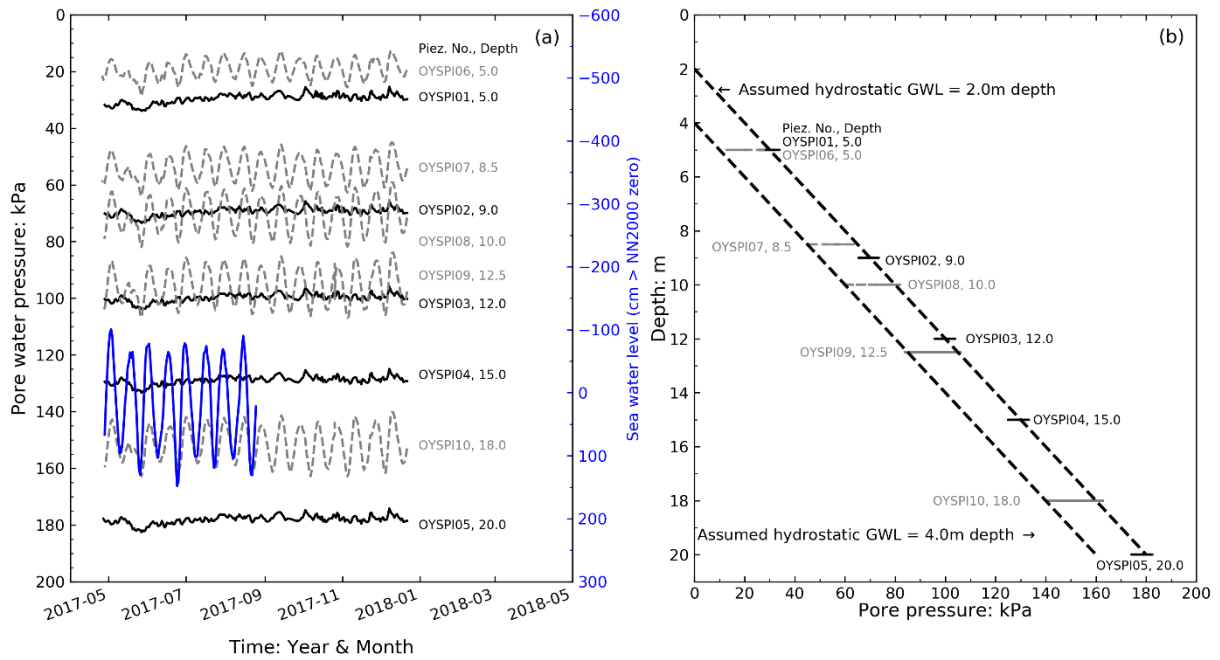 0
20
40
60
80
100
120
140
160
180
200
Pore water pressure: kPa
(a)
Piez. No., Depth
OYSPI06, 5.0
OYSPI01, 5.0
OYSPI07, 8.5
OYSPI02, 9.0
OYSPI08, 10.0
OYSPI09, 12.5
OYSPI03, 12.0
OYSPI04, 15.0
OYSPI10, 18.0
OYSPI05, 20.0
2017-05
2017-07
2017-09
2017-11
2018-01
2018-03
2018-05
Time: Year & Month
−600
−500
−400
−300
−200
−100
0
100
200
300
Sea water level (cm > NN2000 zero)
0
2
4
6
8
10
12
14
16
18
20
Depth: m
(b)
← Assumed hydrostatic GWL = 2.0m depth
Piez. No., Depth
OYSPI01, 5.0
OYSPI06, 5.0
OYSPI07, 8.5
OYSPI02, 9.0
OYSPI08, 10.0
OYSPI03, 12.0
OYSPI09, 12.5
OYSPI04, 15.0
OYSPI10, 18.0
Assumed hydrostatic GWL = 4.0m depth →
OYSPI05, 20.0
0
20
40
60
80
100
120
140
160
180
200
Pore pressure: kPa